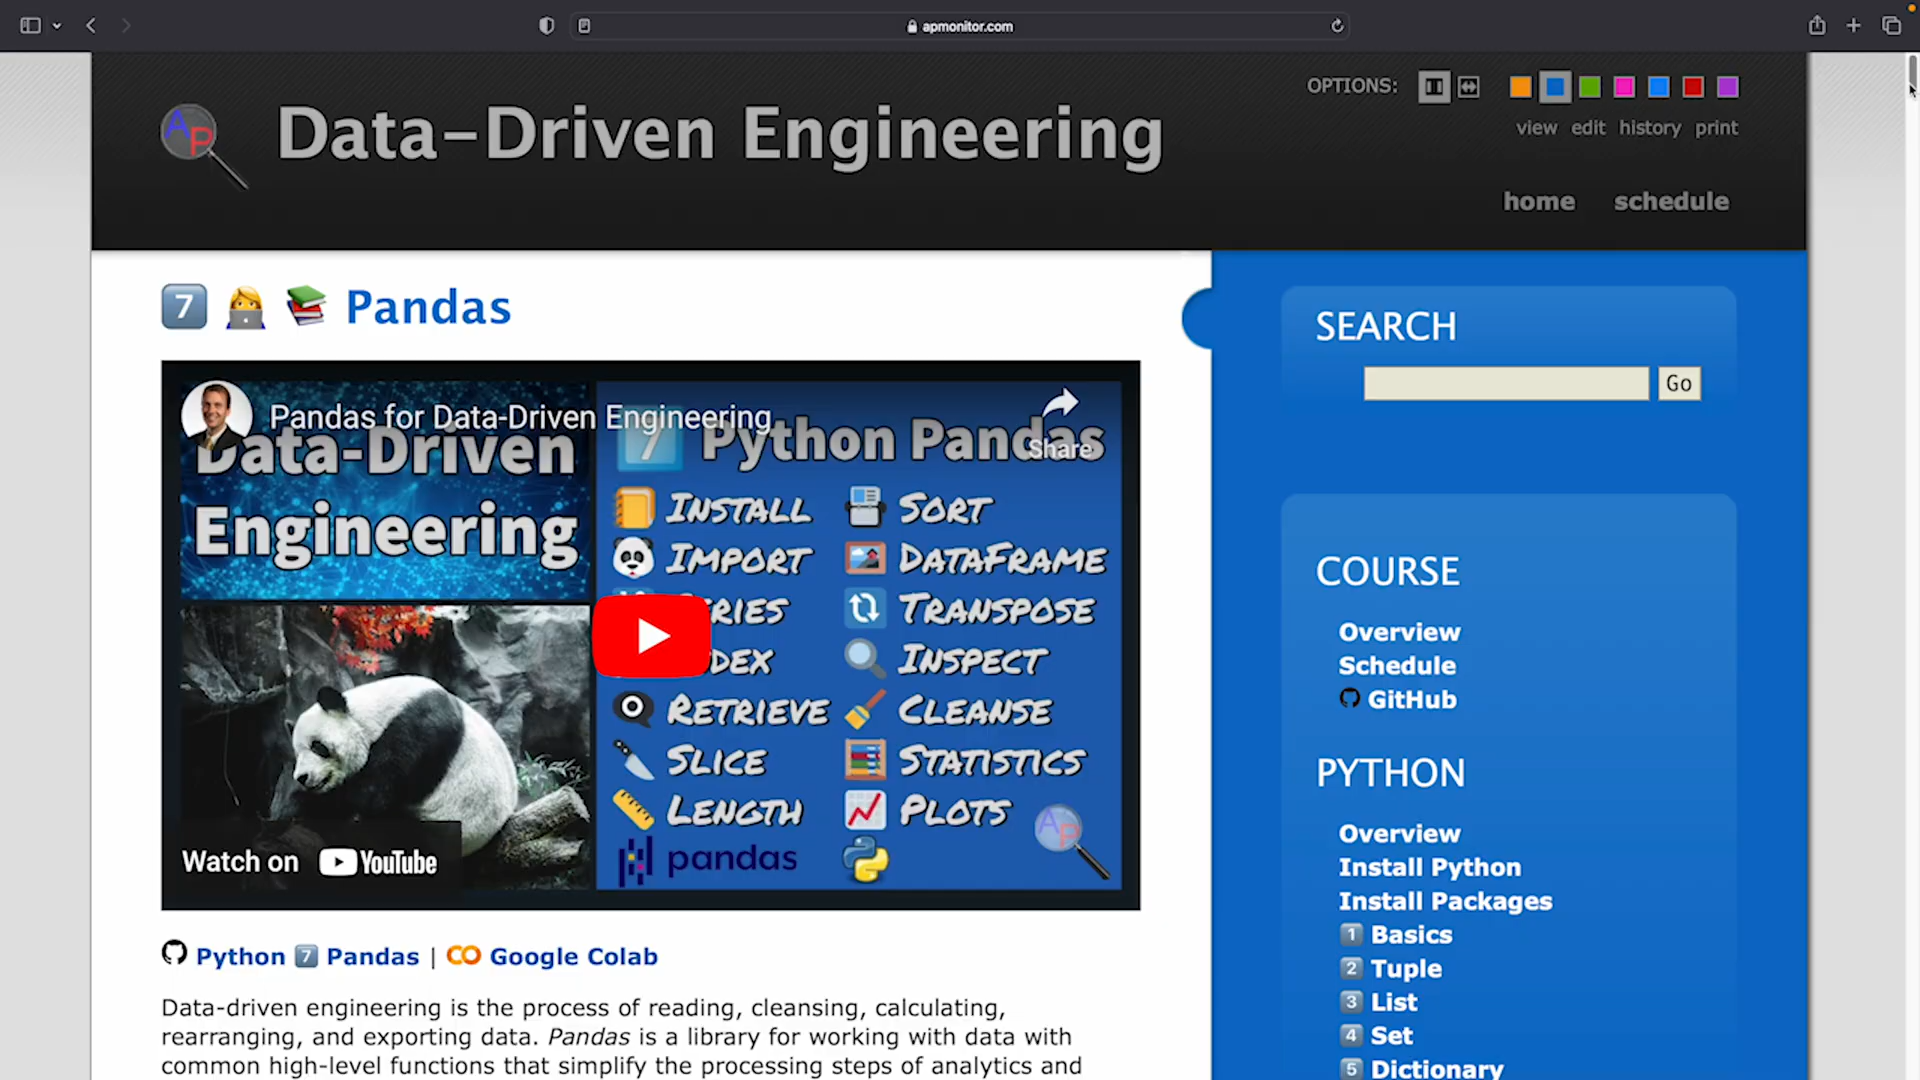 apmonitor.com
OPTIONS:
view edit history print
AP
Data-Driven Engineering
home schedule
7 Pandas
SEARCH
Go
Pandas for Data-Driven Engineering
Share
Data-Driven
Engineering
7 Python Pandas
INSTALL
SORT
IMPORT
DATAFRAME
TRANSPOSE
INSPECT
RETRIEVE
CLEANSE
SLICE
STATISTICS
LENGTH
PLOTS
pandas
AP
Watch on YouTube
Python 7 Pandas | Google Colab
Data-driven engineering is the process of reading, cleansing, calculating,
rearranging, and exporting data. Pandas is a library for working with data with
common high-level functions that simplify the processing steps of analytics and
COURSE
Overview
Schedule
GitHub
PYTHON
Overview
Install Python
Install Packages
1 Basics
2 Tuple
3 List
4 Set
5 Dictionary